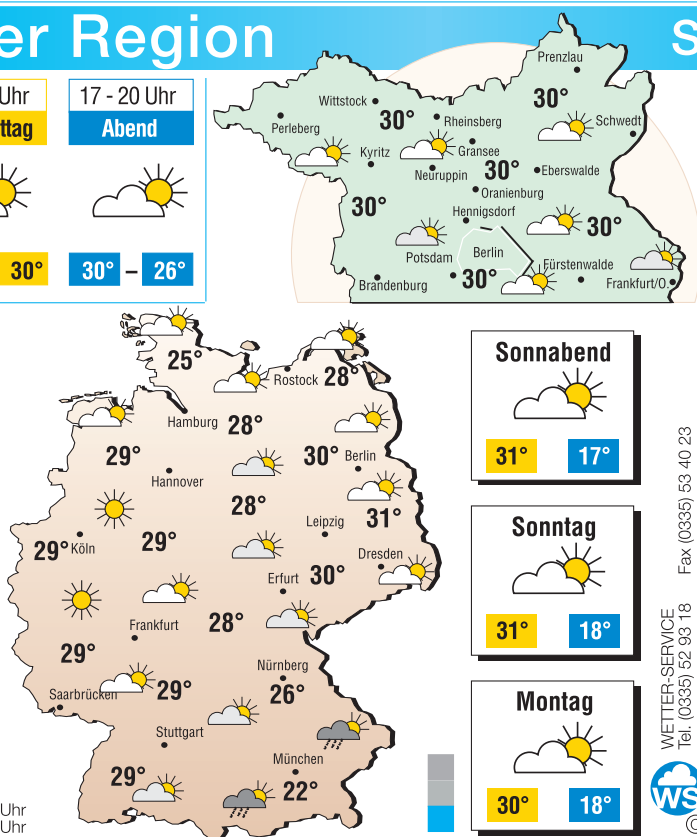 er Region
S
Uhr
17 - 20 Uhr
ttag
Abend
30°
30° – 26°
Prenzlau
30°
Wittstock
30°
Rheinsberg
Schwedt
Perleberg
Kyritz
Gransee
30°
Neuruppin
Eberswalde
Oranienburg
30°
Hennigsdorf
30°
Berlin
Potsdam
30°
Fürstenwalde
Brandenburg
Frankfurt/O.
25°
Rostock
28°
Hamburg
28°
29°
30°
Berlin
Hannover
28°
31°
Leipzig
29°
Köln
29°
Dresden
30°
Erfurt
Frankfurt
28°
29°
Nürnberg
Saarbrücken
29°
26°
Stuttgart
München
29°
22°
Uhr
Uhr
Sonnabend
31° 17°
Sonntag
31° 18°
Montag
30° 18°
WETTER-SERVICE
Tel. (0335) 52 93 18 Fax (0335) 53 40 23
WS
©